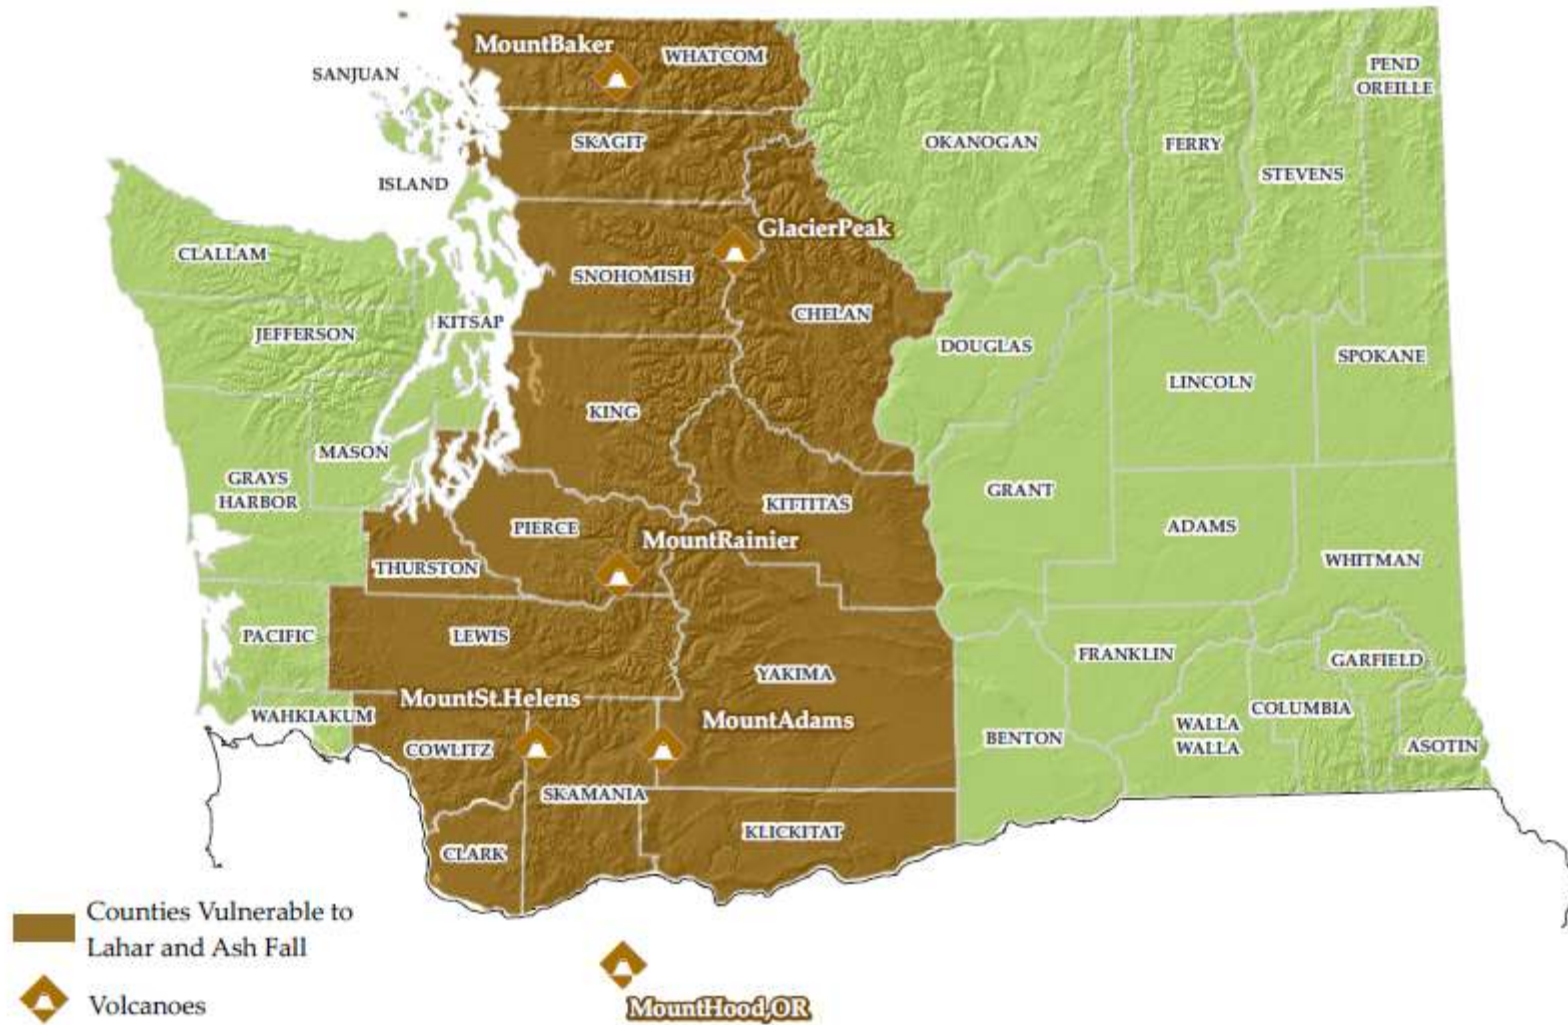 MountBaker
WHATCOM
SANJUAN
PEND
OREILLE
SKAGIT
OKANOGAN
FERRY
STEVENS
ISLAND
GlacierPeak
CLALLAM
SNOHOMISH
CHELAN
KITSAP
JEFFERSON
DOUGLAS
SPOKANE
LINCOLN
KING
MASON
GRAYS
HARBOR
GRANT
KITTITAS
PIERCE
ADAMS
MountRainier
WHITMAN
THURSTON
PACIFIC
LEWIS
FRANKLIN
GARFIELD
YAKIMA
MountSt.Helens
WAHKIAKUM
COLUMBIA
MountAdams
WALLA
WALLA
BENTON
COWLITZ
ASOTIN
SKAMANIA
KLICKITAT
CLARK
Counties Vulnerable to
Lahar and Ash Fall
Volcanoes
MountHood,OR